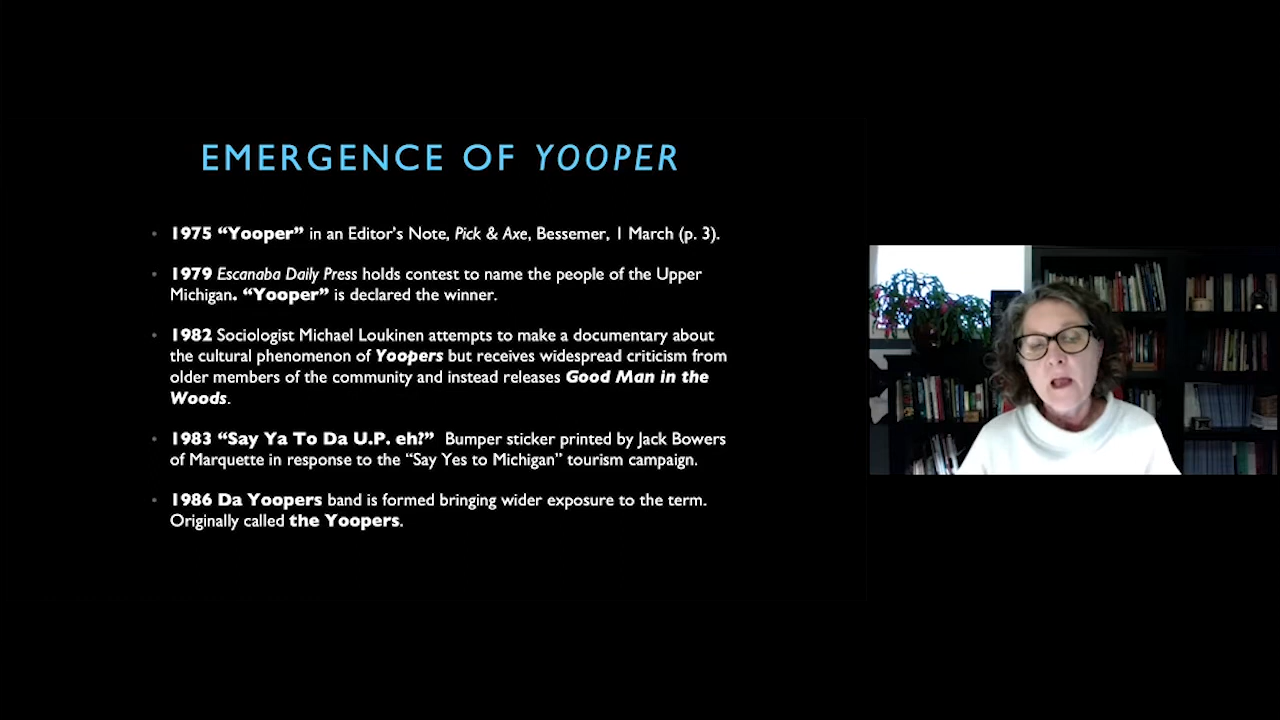 EMERGENCE OF YOOPER
• 1975 “Yooper” in an Editor’s Note, Pick & Axe, Bessemer, 1 March (p. 3).
• 1979 Escanaba Daily Press holds contest to name the people of the Upper
Michigan. “Yooper” is declared the winner.
• 1982 Sociologist Michael Loukinen attempts to make a documentary about
the cultural phenomenon of Yoopers but receives widespread criticism from
older members of the community and instead releases Good Man in the
Woods.
• 1983 “Say Ya To Da U.P. eh?” Bumper sticker printed by Jack Bowers
of Marquette in response to the “Say Yes to Michigan” tourism campaign.
• 1986 Da Yoopers band is formed bringing wider exposure to the term.
Originally called the Yoopers.